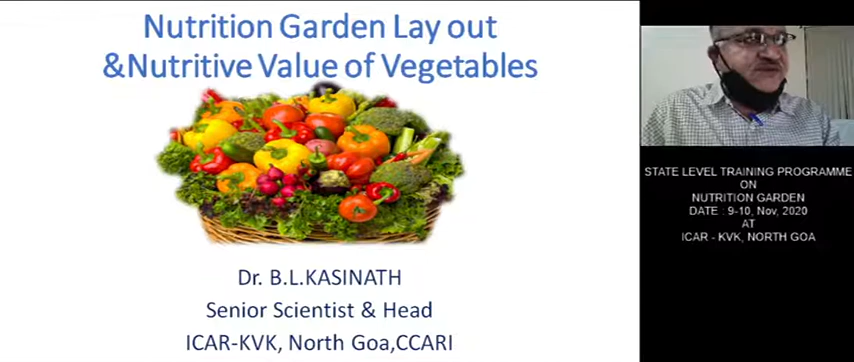 Nutrition Garden Lay out
&Nutritive Value of Vegetables
Dr. B.L.KASINATH
Senior Scientist & Head
ICAR-KVK, North Goa,CCARI
STATE LEVEL TRAINING PROGRAMME
ON
NUTRITION GARDEN
DATE : 9-10, Nov, 2020
AT
ICAR - KVK, NORTH GOA